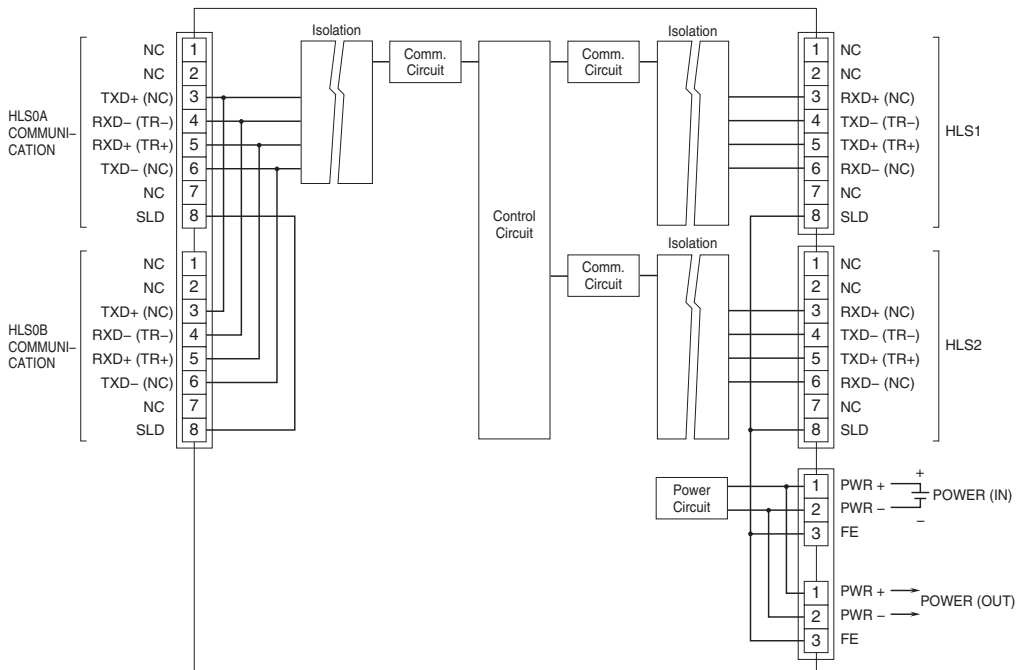 HLS0A
COMMUNI–
CATION
NC 1
NC 2
TXD+ (NC) 3
RXD– (TR–) 4
RXD+ (TR+) 5
TXD– (NC) 6
NC 7
SLD 8
HLS0B
COMMUNI–
CATION
NC 1
NC 2
TXD+ (NC) 3
RXD– (TR–) 4
RXD+ (TR+) 5
TXD– (NC) 6
NC 7
SLD 8
Isolation
Comm.
Circuit
Control
Circuit
Comm.
Circuit
Isolation
Comm.
Circuit
Isolation
Power
Circuit
1 NC
2 NC
3 RXD+ (NC)
4 TXD– (TR–)
5 TXD+ (TR+)
6 RXD– (NC)
7 NC
8 SLD
HLS1
1 NC
2 NC
3 RXD+ (NC)
4 TXD– (TR–)
5 TXD+ (TR+)
6 RXD– (NC)
7 NC
8 SLD
HLS2
1 PWR +
2 PWR –
3 FE
+
POWER (IN)
–
1 PWR +
2 PWR –
3 FE
POWER (OUT)